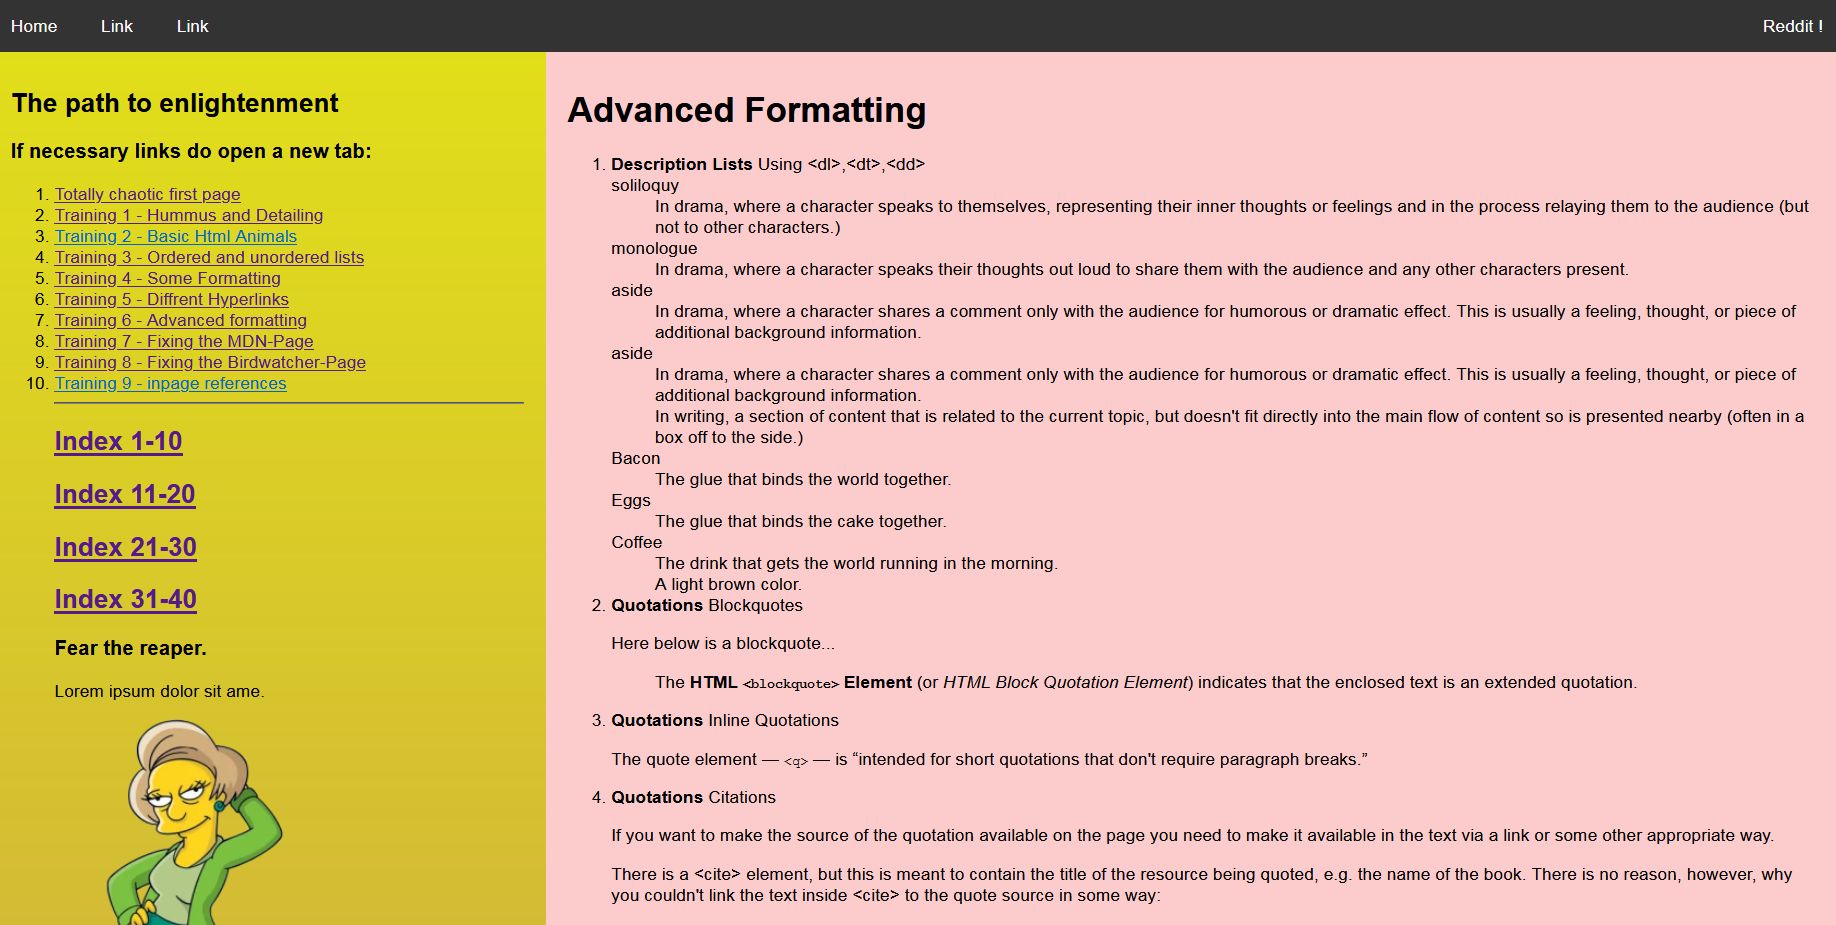 Home Link Link Reddit !
The path to enlightenment
If necessary links do open a new tab:
1. Totally chaotic first page
2. Training 1 - Hummus and Detailing
3. Training 2 - Basic Html Animals
4. Training 3 - Ordered and unordered lists
5. Training 4 - Some Formatting
6. Training 5 - Diffrent Hyperlinks
7. Training 6 - Advanced formatting
8. Training 7 - Fixing the MDN-Page
9. Training 8 - Fixing the Birdwatcher-Page
10. Training 9 - inpage references
Index 1-10
Index 11-20
Index 21-30
Index 31-40
Fear the reaper.
Lorem ipsum dolor sit ame.
Advanced Formatting
1. Description Lists Using <dl>,<dt>,<dd>
soliloquy
In drama, where a character speaks to themselves, representing their inner thoughts or feelings and in the process relaying them to the audience (but
not to other characters.)
monologue
In drama, where a character speaks their thoughts out loud to share them with the audience and any other characters present.
aside
In drama, where a character shares a comment only with the audience for humorous or dramatic effect. This is usually a feeling, thought, or piece of
additional background information.
aside
In drama, where a character shares a comment only with the audience for humorous or dramatic effect. This is usually a feeling, thought, or piece of
additional background information.
In writing, a section of content that is related to the current topic, but doesn't fit directly into the main flow of content so is presented nearby (often in a
box off to the side.)
Bacon
The glue that binds the world together.
Eggs
The glue that binds the cake together.
Coffee
The drink that gets the world running in the morning.
A light brown color.
2. Quotations Blockquotes
Here below is a blockquote...
The HTML <blockquote> Element (or HTML Block Quotation Element) indicates that the enclosed text is an extended quotation.
3. Quotations Inline Quotations
The quote element — <q> — is “intended for short quotations that don't require paragraph breaks.”
4. Quotations Citations
If you want to make the source of the quotation available on the page you need to make it available in the text via a link or some other appropriate way.
There is a <cite> element, but this is meant to contain the title of the resource being quoted, e.g. the name of the book. There is no reason, however, why
you couldn't link the text inside <cite> to the quote source in some way: